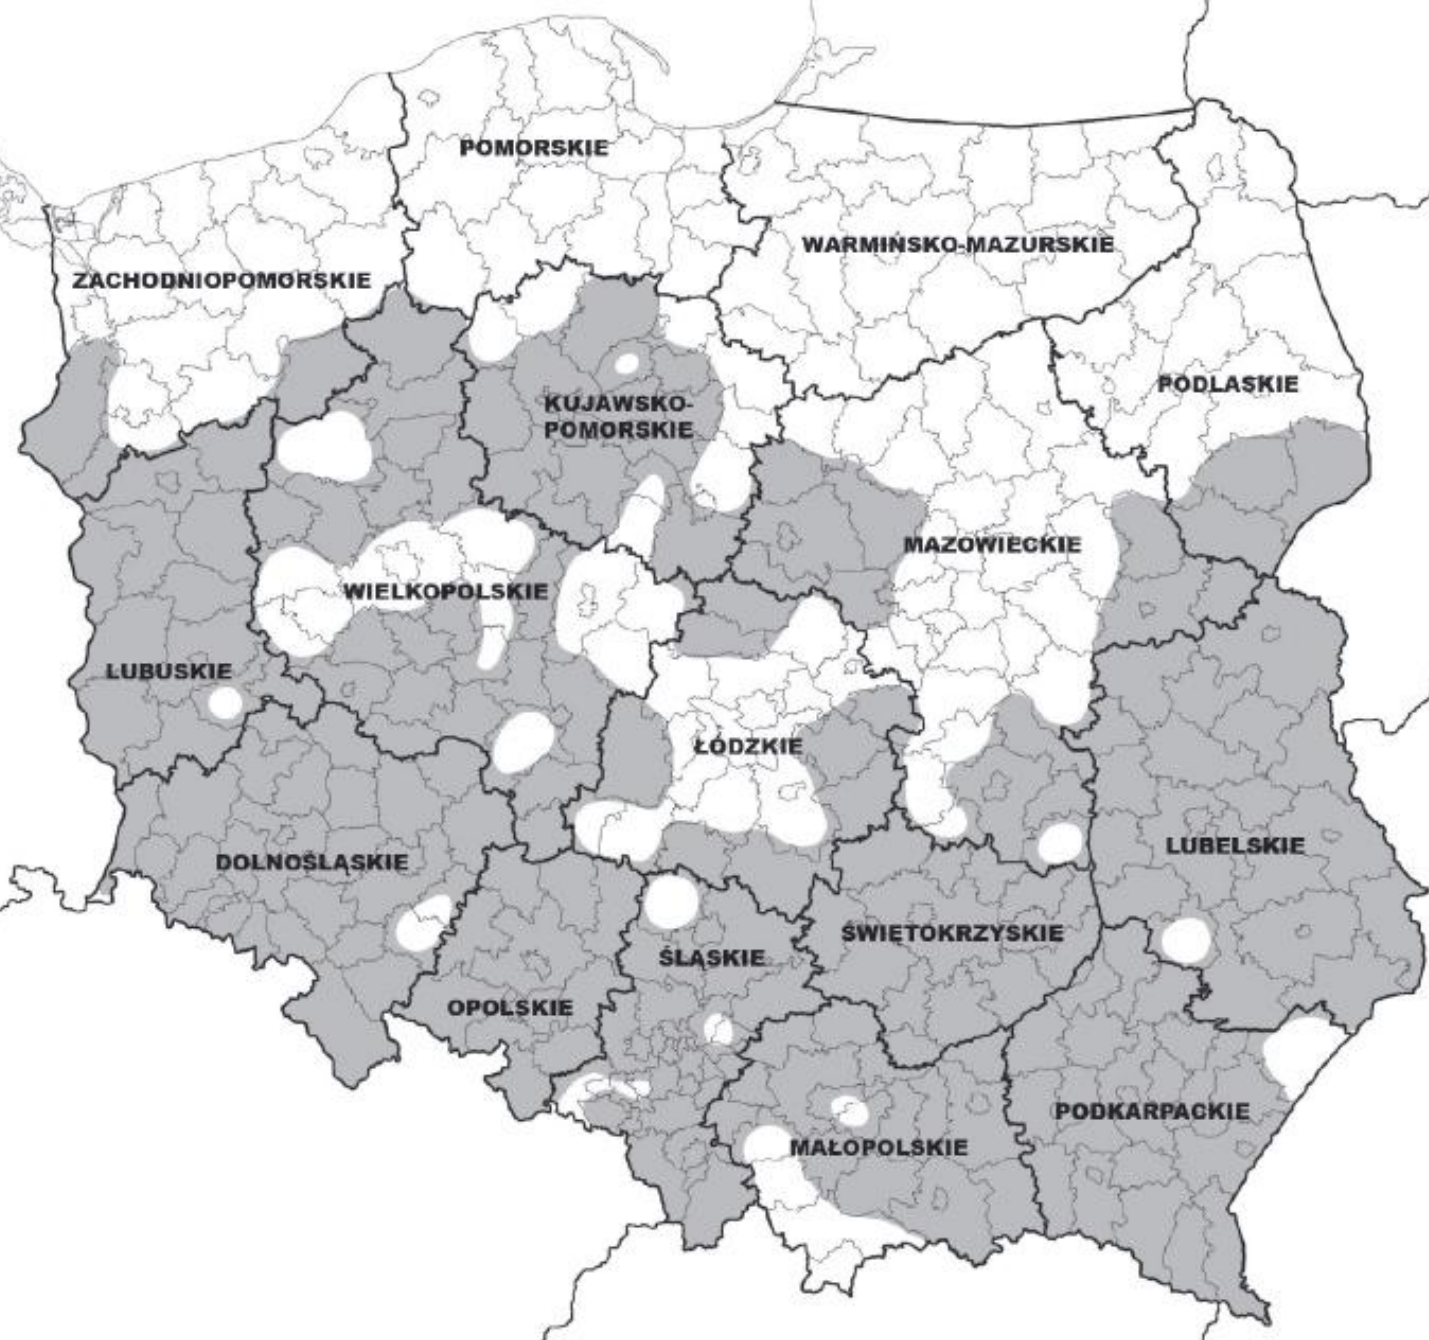 POMORSKIE
WARMIŃSKO-MAZURSKIE
ZACHODNIOPOMORSKIE
PODLASKIE
KUJAWSKO-
POMORSKIE
MAZOWIECKIE
WIELKOPOLSKIE
LUBUSKIE
ŁÓDZKIE
LUBELSKIE
DOLNOŚLĄSKIE
ŚWIĘTOKRZYSKIE
ŚLĄSKIE
OPOLSKIE
PODKARPACKIE
MAŁOPOLSKIE